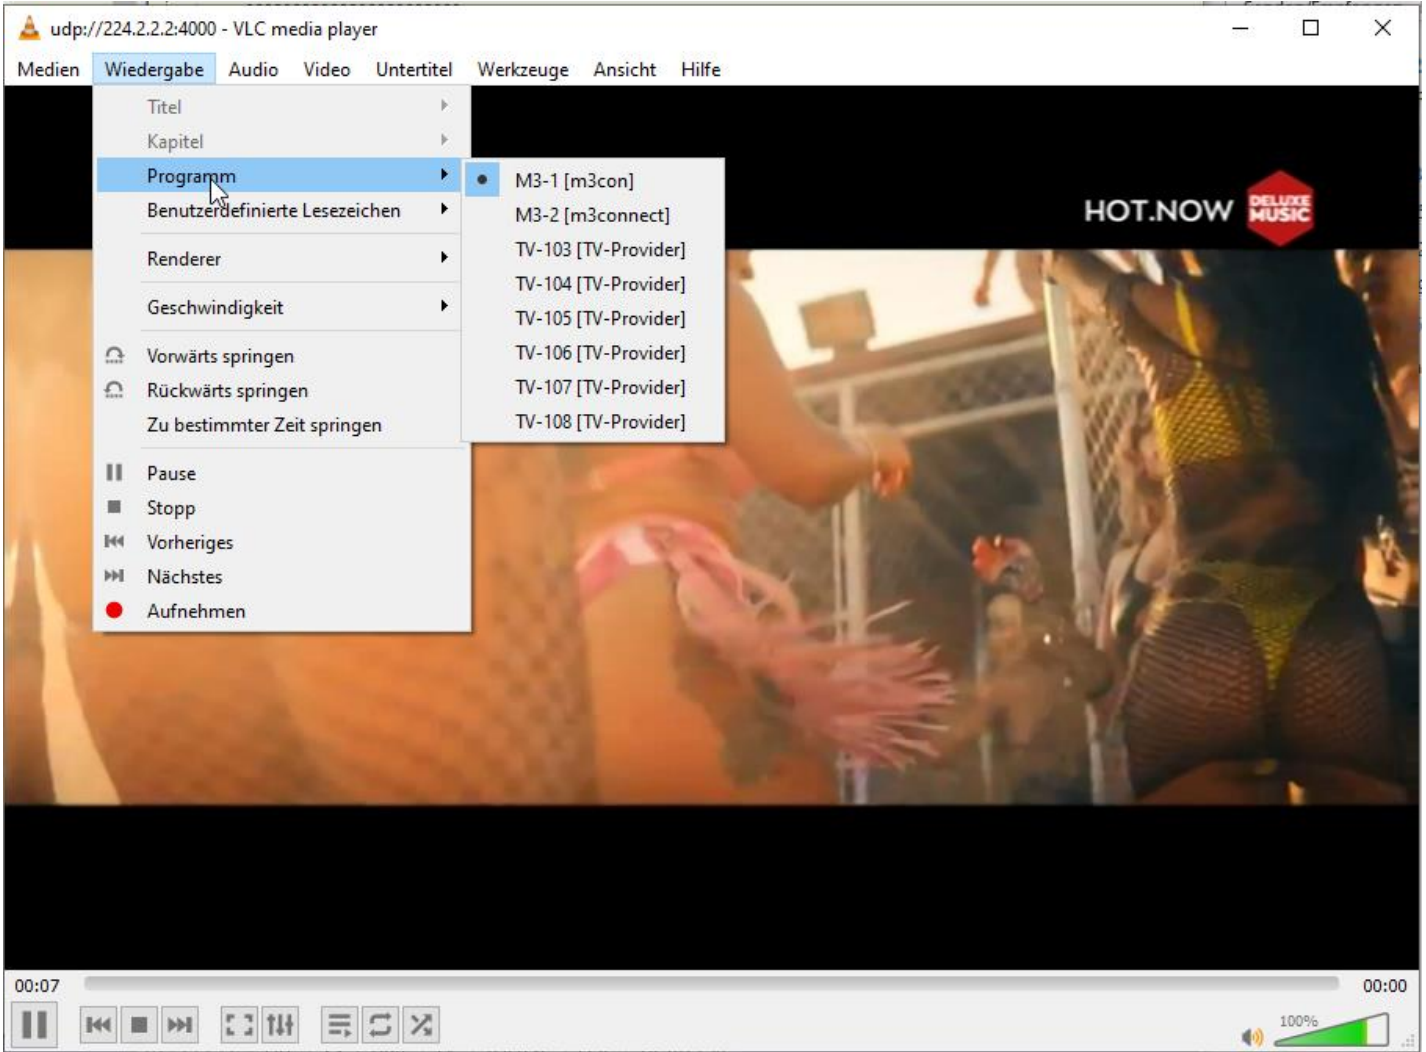 udp://224.2.2.2:4000 - VLC media player
Medien Wiedergabe Audio Video Untertitel Werkzeuge Ansicht Hilfe
Titel
Kapitel
Programm
Benutzerdefinierte Lesezeichen
Renderer
Geschwindigkeit
Vorwärts springen
Rückwärts springen
Zu bestimmter Zeit springen
Pause
Stopp
Vorheriges
Nächstes
Aufnehmen
M3-1 [m3con]
M3-2 [m3connect]
TV-103 [TV-Provider]
TV-104 [TV-Provider]
TV-105 [TV-Provider]
TV-106 [TV-Provider]
TV-107 [TV-Provider]
TV-108 [TV-Provider]
HOT.NOW DELUXE
MUSIC
00:07 00:00
100%